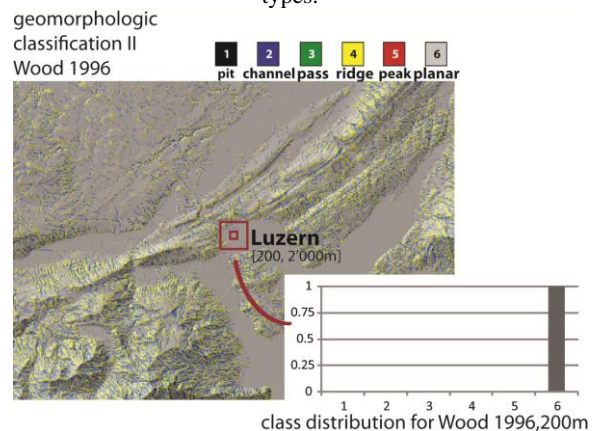 types.
geomorphologic
classification II
Wood 1996
1 2 3 4 5 6
pit channel pass ridge peak planar
Luzern
[200, 2'000m]
1
0.75
0.5
0.25
0
1 2 3 4 5 6
class distribution for Wood 1996,200m